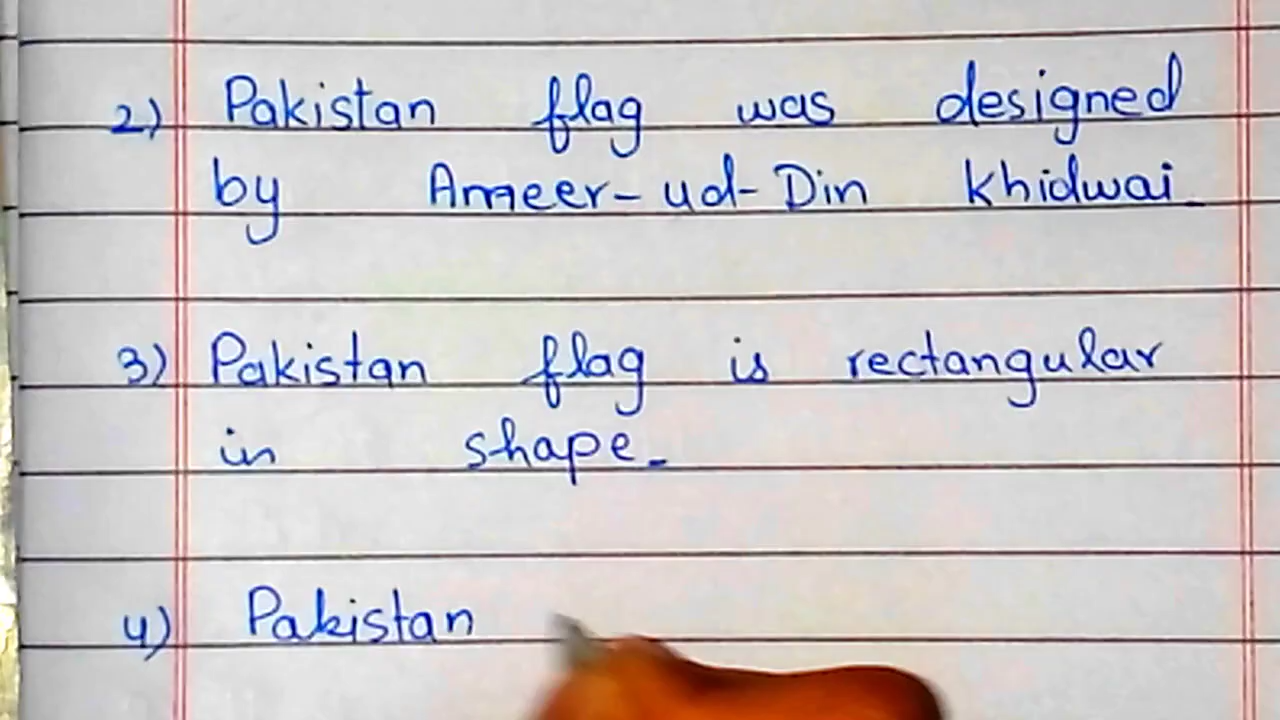 2) Pakistan flag was designed
by Ameer-ud-Din Khidwai.
3) Pakistan flag is rectangular
in shape.
4) Pakistan